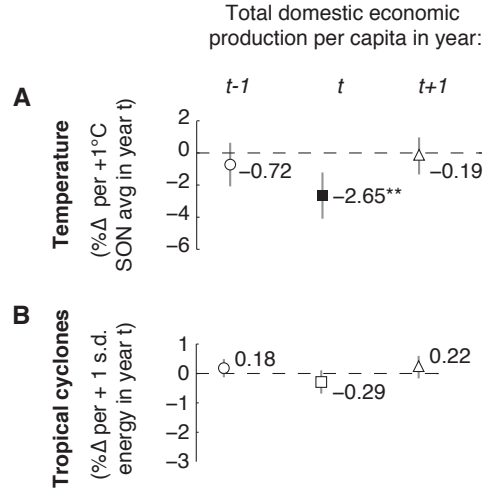 Total domestic economic
production per capita in year:
t-1 t t+1
A
Temperature
(%Δ per +1°C
SON avg in year t)
2
0
−2
−4
−6
−0.72
−2.65**
−0.19
B
Tropical cyclones
(%Δ per + 1 s.d.
energy in year t)
1
0
−1
−2
−3
0.18
−0.29
0.22